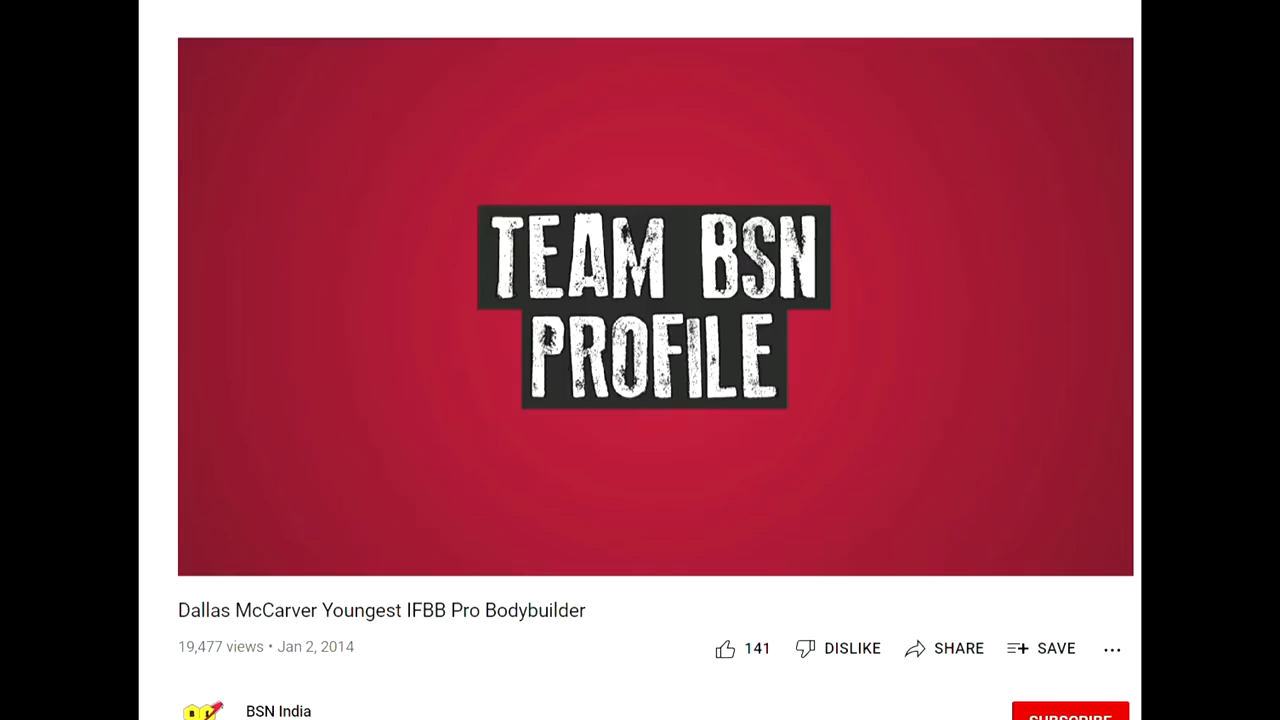 TEAM BSN
PROFILE
Dallas McCarver Youngest IFBB Pro Bodybuilder
19,477 views • Jan 2, 2014
141 DISLIKE SHARE SAVE
BSN India
SUBSCRIBE